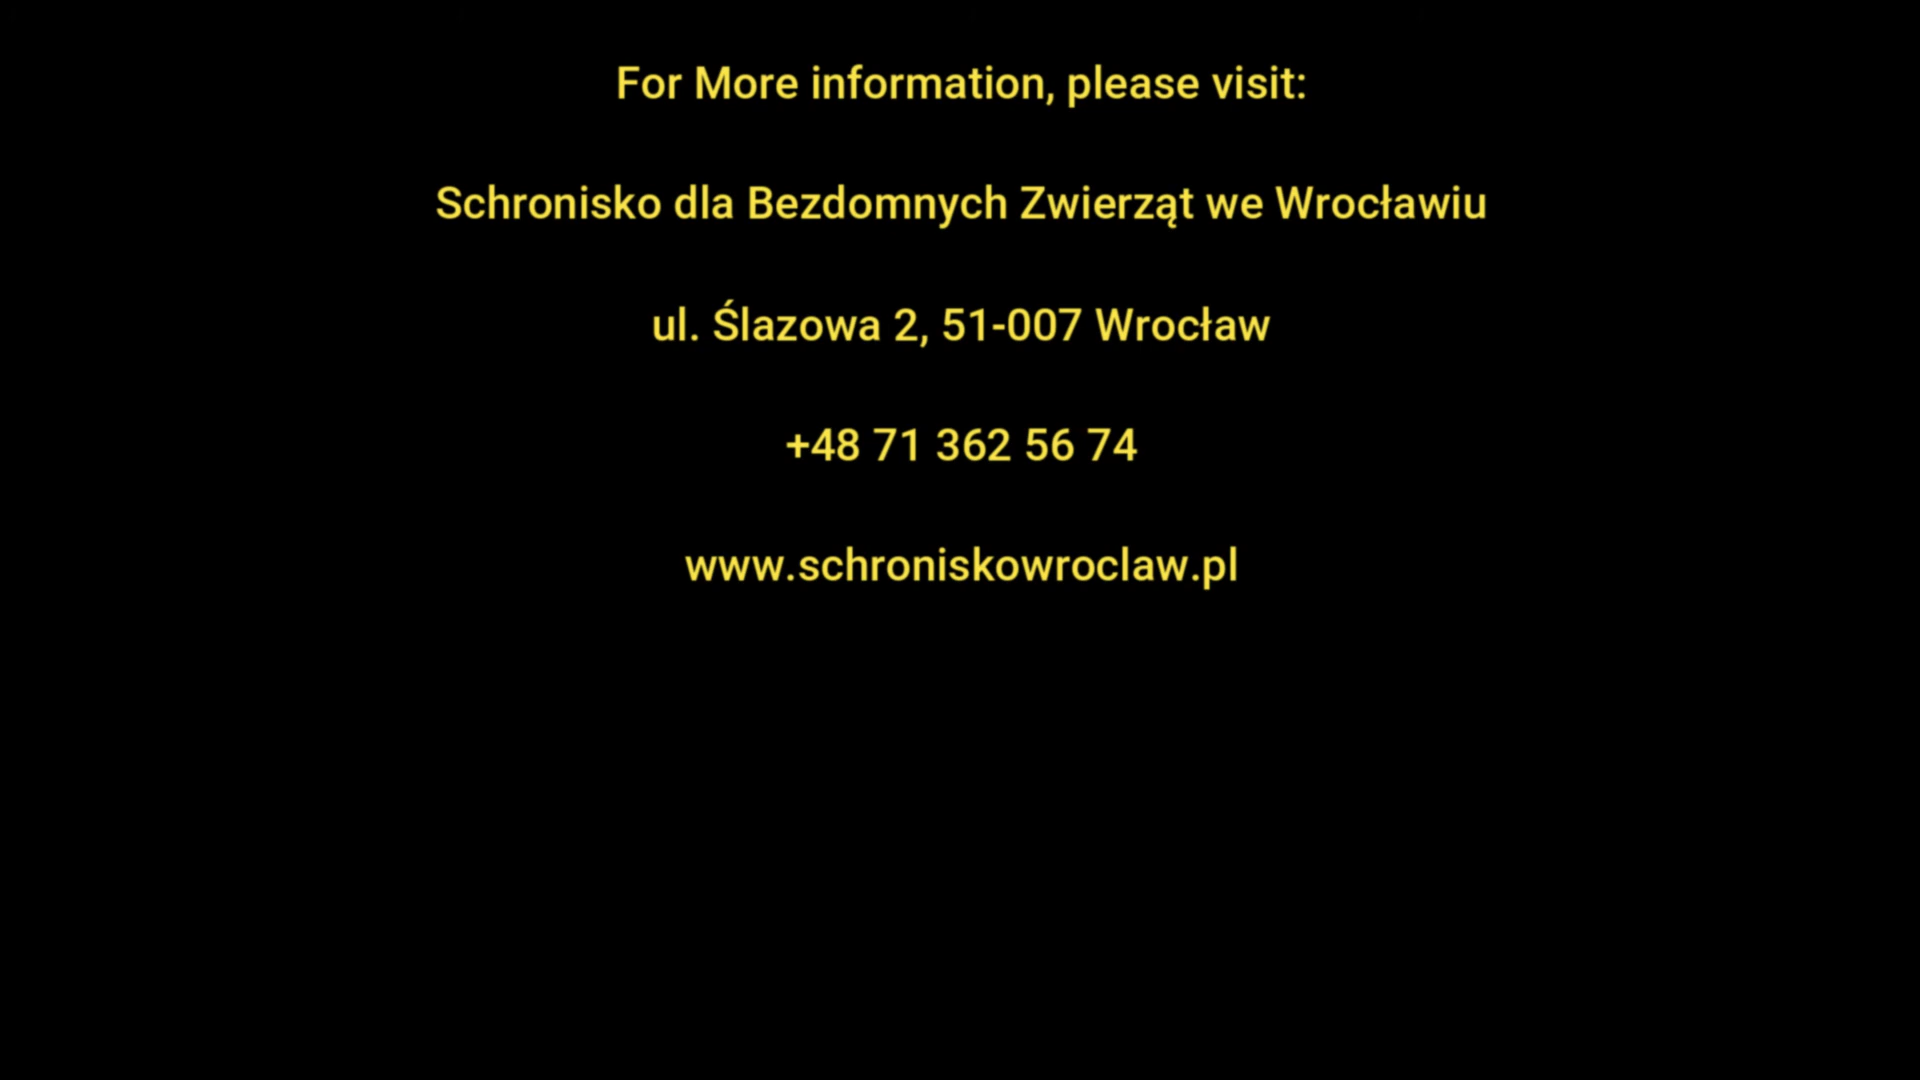 For More information, please visit:
Schronisko dla Bezdomnych Zwierząt we Wrocławiu
ul. Ślazowa 2, 51-007 Wrocław
+48 71 362 56 74
www.schroniskowroclaw.pl